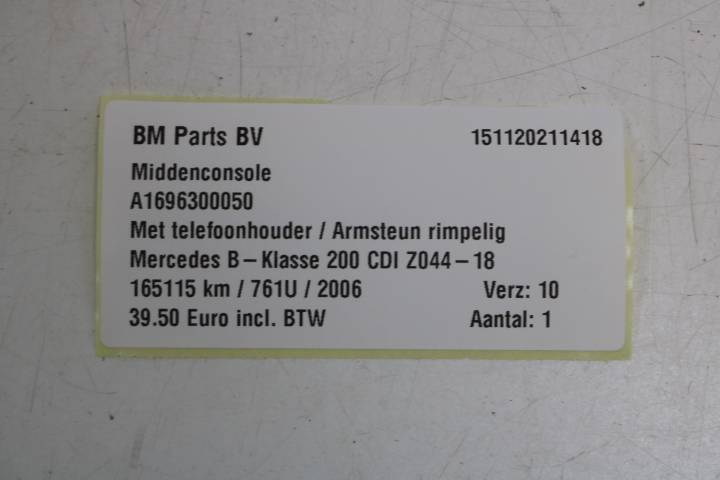 BM Parts BV 151120211418
Middenconsole
A1696300050
Met telefoonhouder / Armsteun rimpelig
Mercedes B-Klasse 200 CDI Z044-18
165115 km / 761U / 2006 Verz: 10
39.50 Euro incl. BTW Aantal: 1